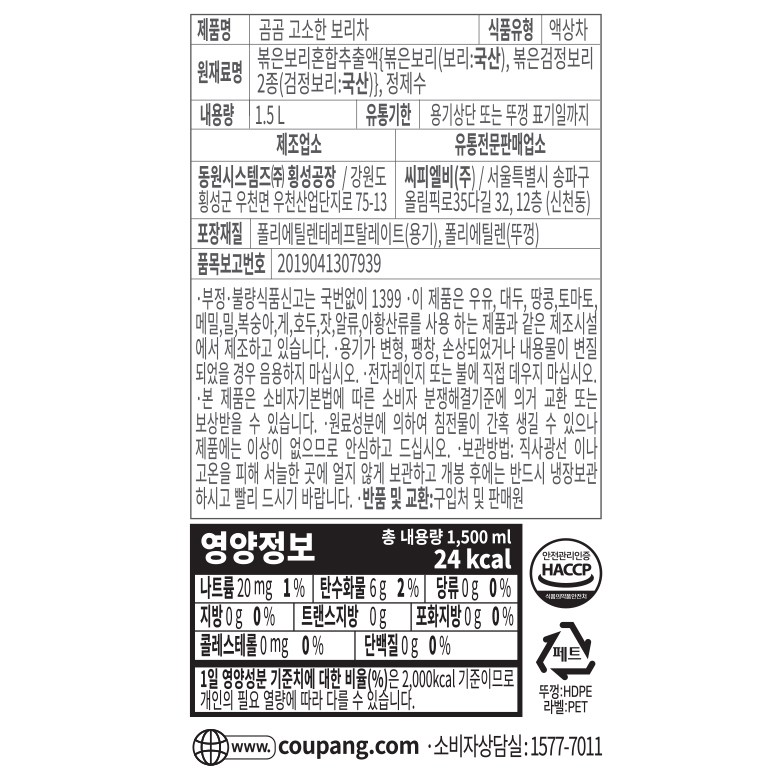 제품명 곰곰 고소한 보리차 식품유형 액상차
원재료명 볶은보리혼합추출액{볶은보리(보리:국산), 볶은검정보리
2종(검정보리:국산)}, 정제수
내용량 1.5 L 유통기한 용기상단 또는 뚜껑 표기일까지
제조업소 유통전문판매업소
동원시스템즈㈜ 횡성공장 / 강원도
횡성군 우천면 우천산업단지로 75-13
씨피엘비(주) / 서울특별시 송파구
올림픽로35다길 32, 12층 (신천동)
포장재질 폴리에틸렌테레프탈레이트(용기), 폴리에틸렌(뚜껑)
품목보고번호 2019041307939
·부정·불량식품신고는 국번없이 1399 ·이 제품은 우유, 대두, 땅콩,토마토,
메밀,밀,복숭아,게,호두,잣,알류,아황산류를 사용 하는 제품과 같은 제조시설
에서 제조하고 있습니다. ·용기가 변형, 팽창, 손상되었거나 내용물이 변질
되었을 경우 음용하지 마십시오. ·전자레인지 또는 불에 직접 데우지 마십시오.
·본 제품은 소비자기본법에 따른 소비자 분쟁해결기준에 의거 교환 또는
보상받을 수 있습니다. ·원료성분에 의하여 침전물이 간혹 생길 수 있으나
제품에는 이상이 없으므로 안심하고 드십시오. ·보관방법: 직사광선 이나
고온을 피해 서늘한 곳에 얼지 않게 보관하고 개봉 후에는 반드시 냉장보관
하시고 빨리 드시기 바랍니다. ·반품 및 교환:구입처 및 판매원
영양정보 총 내용량 1,500 ml
24 kcal
나트륨 20 mg 1 % 탄수화물 6 g 2 % 당류 0 g 0 %
지방 0 g 0 % 트랜스지방 0 g 포화지방 0 g 0 %
콜레스테롤 0 mg 0 % 단백질 0 g 0 %
1일 영양성분 기준치에 대한 비율(%)은 2,000kcal 기준이므로
개인의 필요 열량에 따라 다를 수 있습니다.
안전관리인증
HACCP
식품의약품안전처
페트
뚜껑:HDPE
라벨:PET
www. coupang.com ·소비자상담실:1577-7011